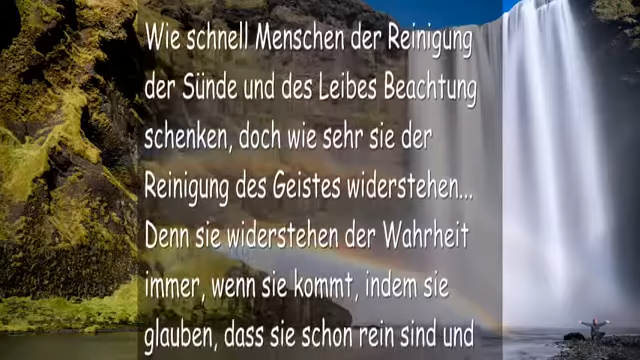 Wie schnell Menschen der Reinigung
der Sünde und des Leibes Beachtung
schenken, doch wie sehr sie der
Reinigung des Geistes widerstehen...
Denn sie widerstehen der Wahrheit
immer, wenn sie kommt, indem sie
glauben, dass sie schon rein sind und